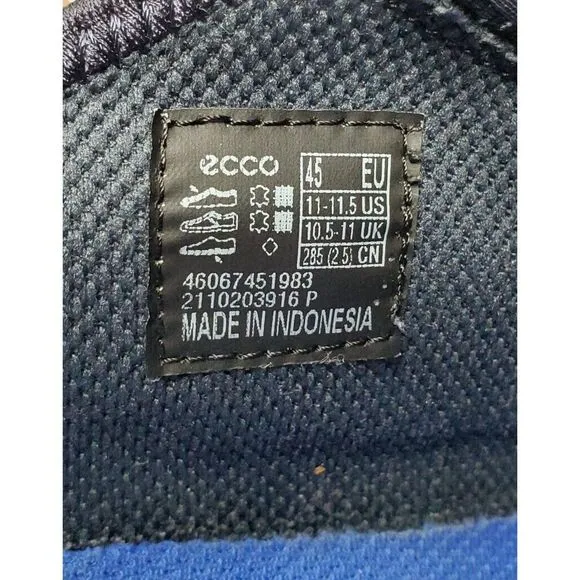 ecco
45 EU
11-11.5 US
10.5-11 UK
285 (2.5) CN
46067451983
2110203916 P
MADE IN INDONESIA